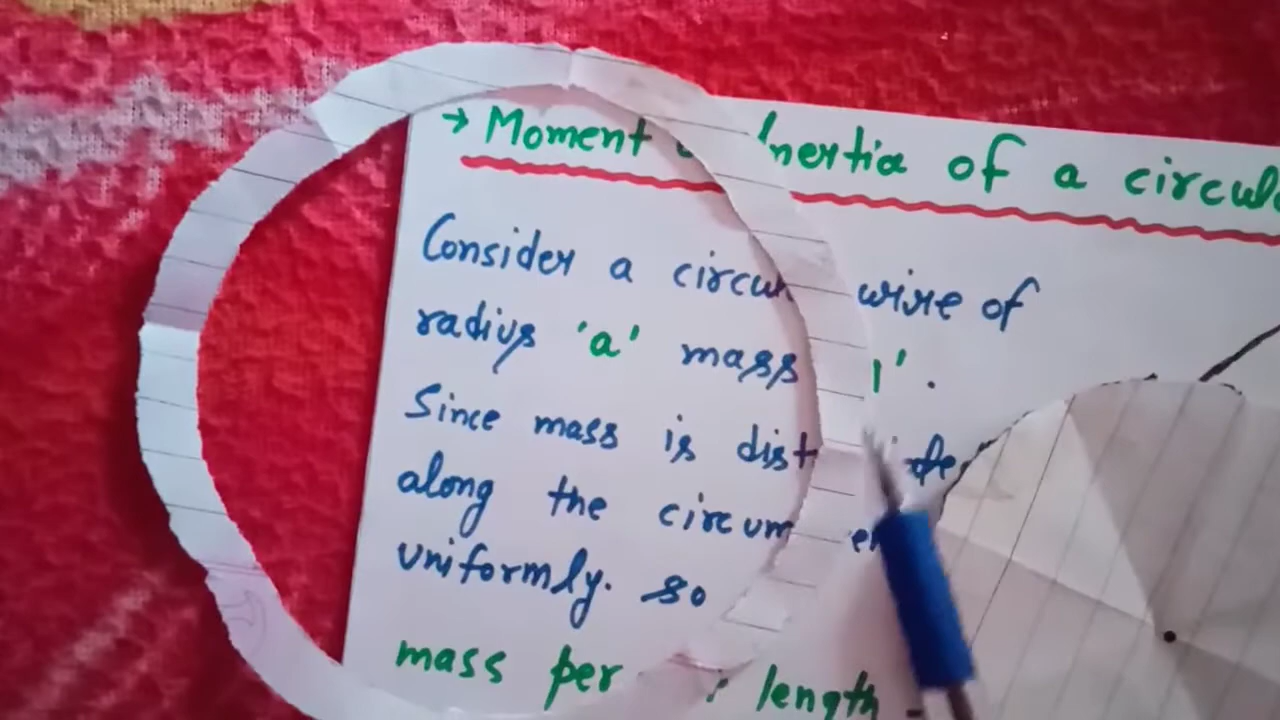 → Moment Inertia of a circul
Consider a circu wire of
radius 'a' mass '.
Since mass is dist
along the circum
uniformly. so
mass per length